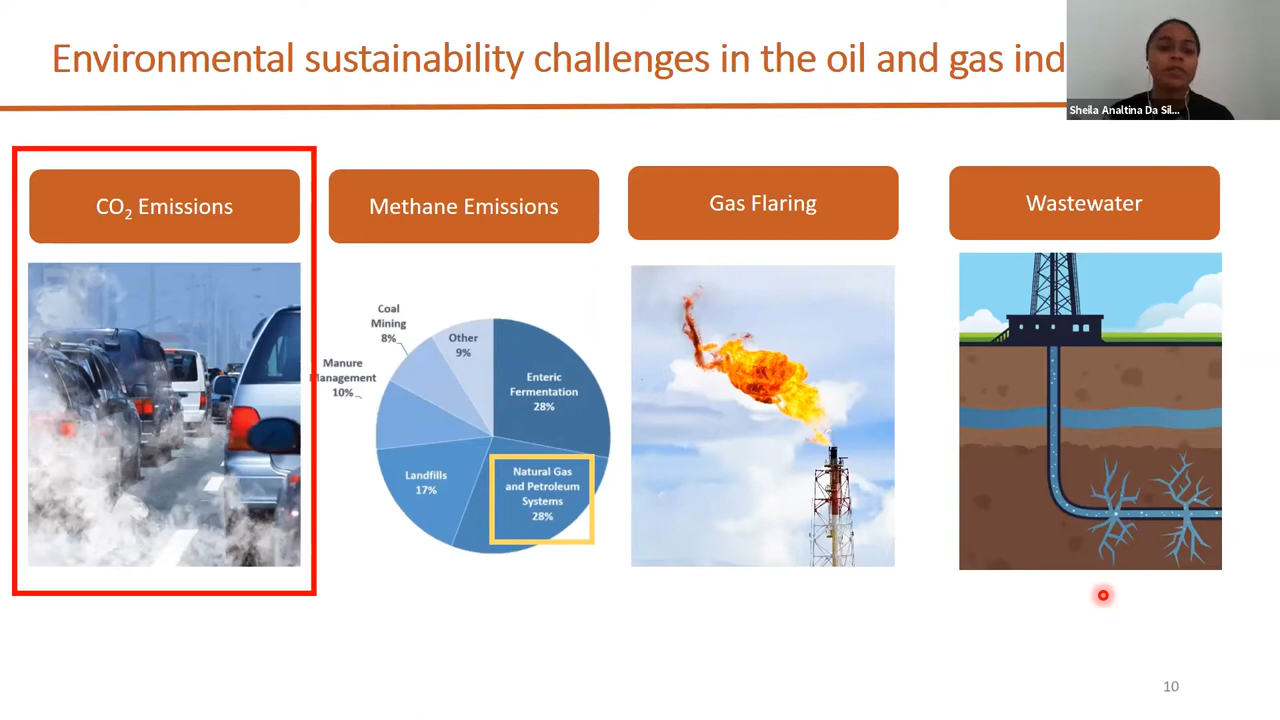 Environmental sustainability challenges in the oil and gas ind
Sheila Analtina Da Sil...
CO₂ Emissions
Methane Emissions
Gas Flaring
Wastewater
Coal
Mining
8%
Other
9%
Manure
Management
10%
Enteric
Fermentation
28%
Landfills
17%
Natural Gas
and Petroleum
Systems
28%
10